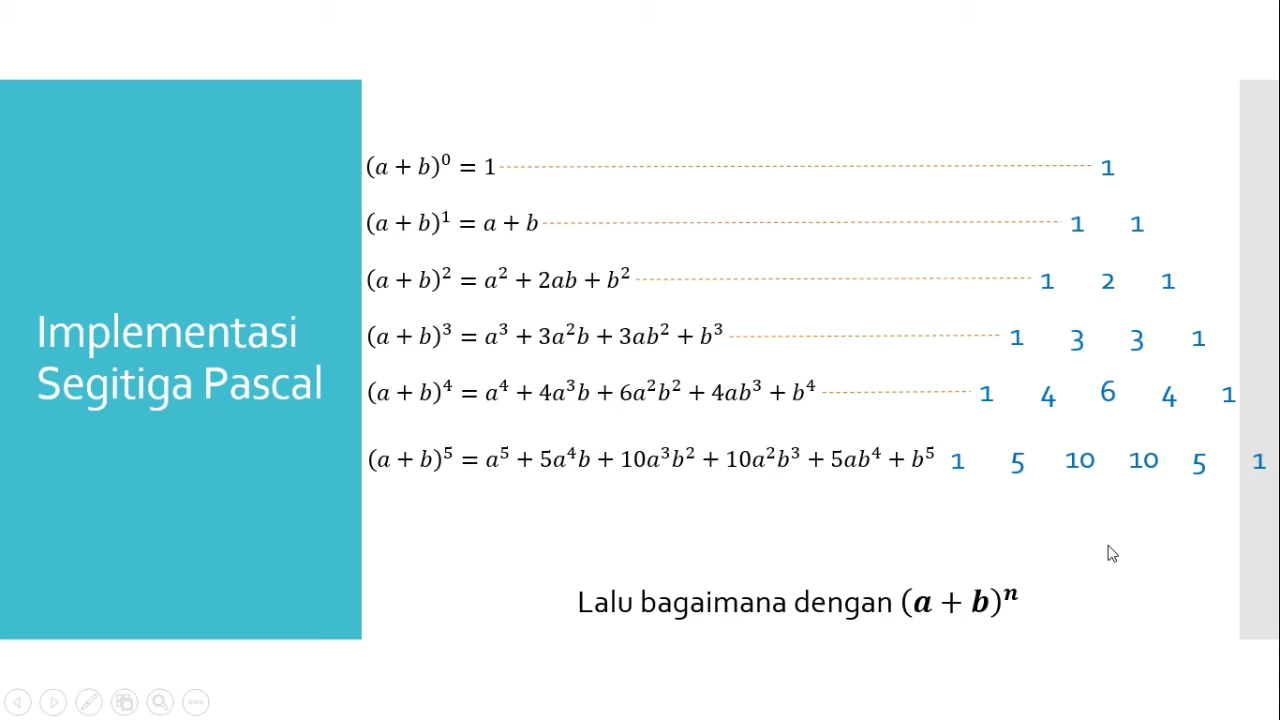 Implementasi
Segitiga Pascal
(a + b)⁰ = 1 1
(a + b)¹ = a + b 1 1
(a + b)² = a² + 2ab + b² 1 2 1
(a + b)³ = a³ + 3a²b + 3ab² + b³ 1 3 3 1
(a + b)⁴ = a⁴ + 4a³b + 6a²b² + 4ab³ + b⁴ 1 4 6 4 1
(a + b)⁵ = a⁵ + 5a⁴b + 10a³b² + 10a²b³ + 5ab⁴ + b⁵ 1 5 10 10 5 1
Lalu bagaimana dengan (a + b)ⁿ